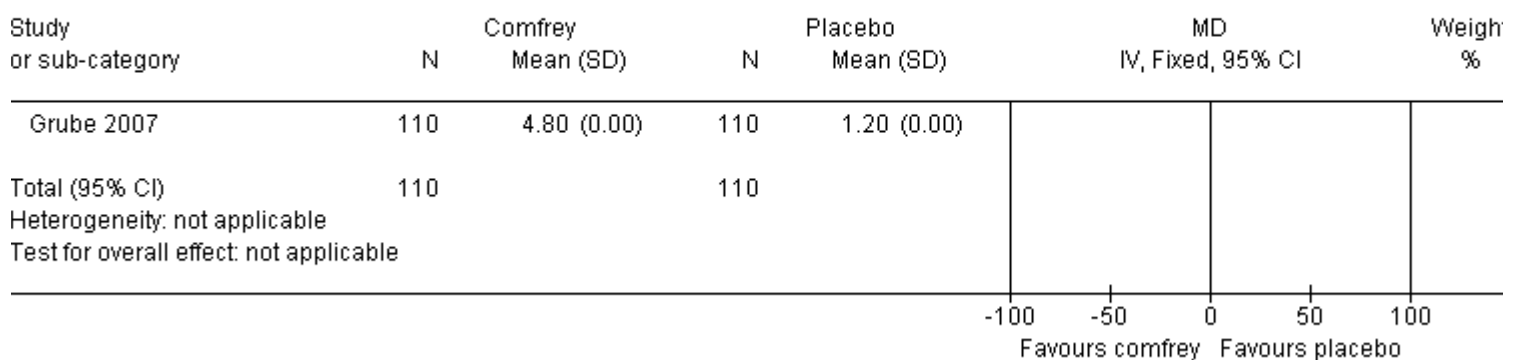 Study Comfrey Placebo MD Weigh
or sub-category N Mean (SD) N Mean (SD) IV, Fixed, 95% CI %
Grube 2007 110 4.80 (0.00) 110 1.20 (0.00)
Total (95% CI) 110 110
Heterogeneity: not applicable
Test for overall effect: not applicable
-100 -50 0 50 100
Favours comfrey Favours placebo